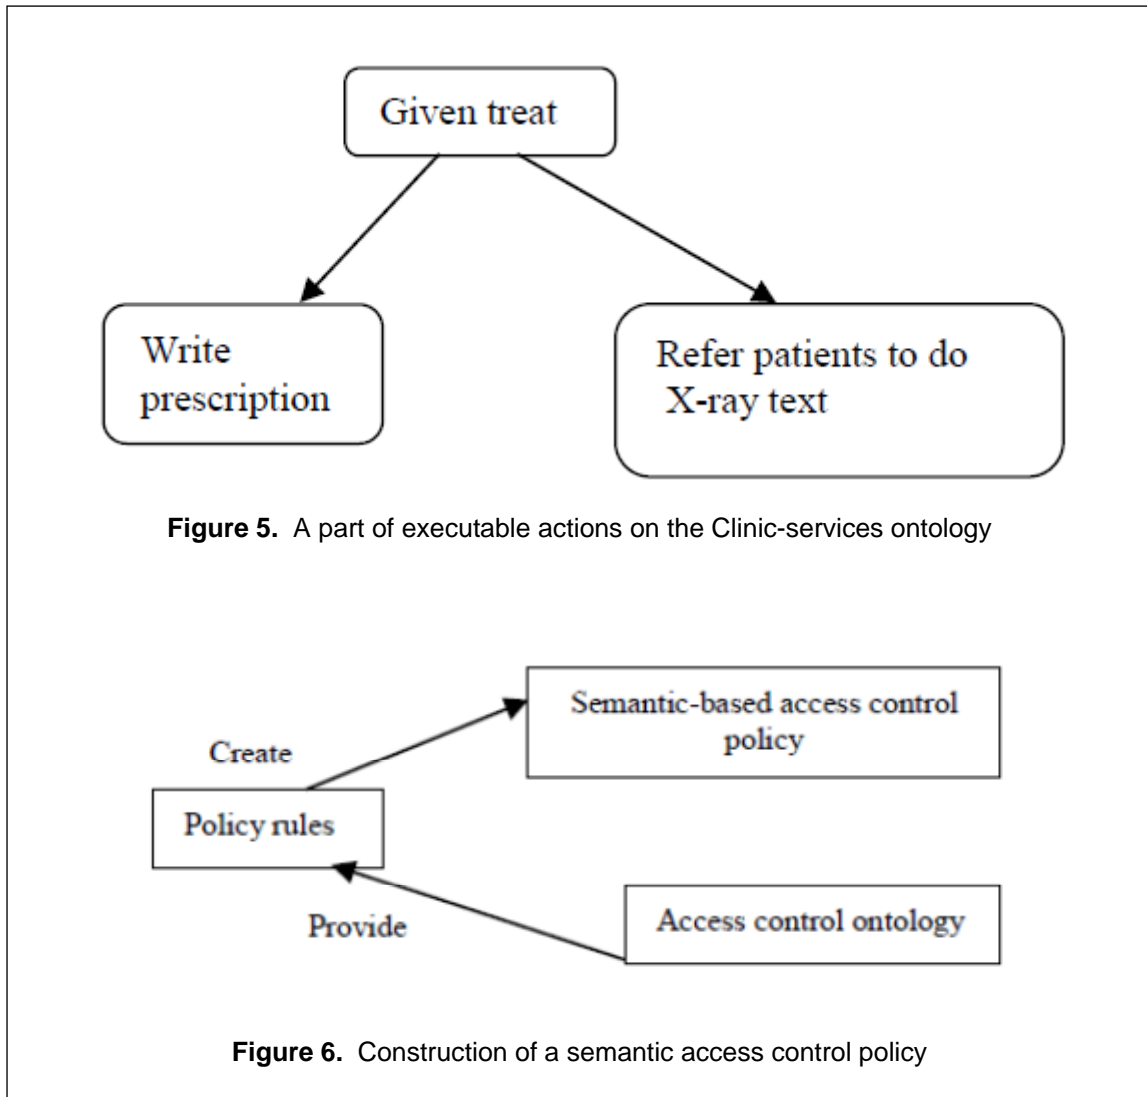 Given treat
Write
prescription
Refer patients to do
X-ray text
Figure 5. A part of executable actions on the Clinic-services ontology
Semantic-based access control
policy
Create
Policy rules
Provide
Access control ontology
Figure 6. Construction of a semantic access control policy